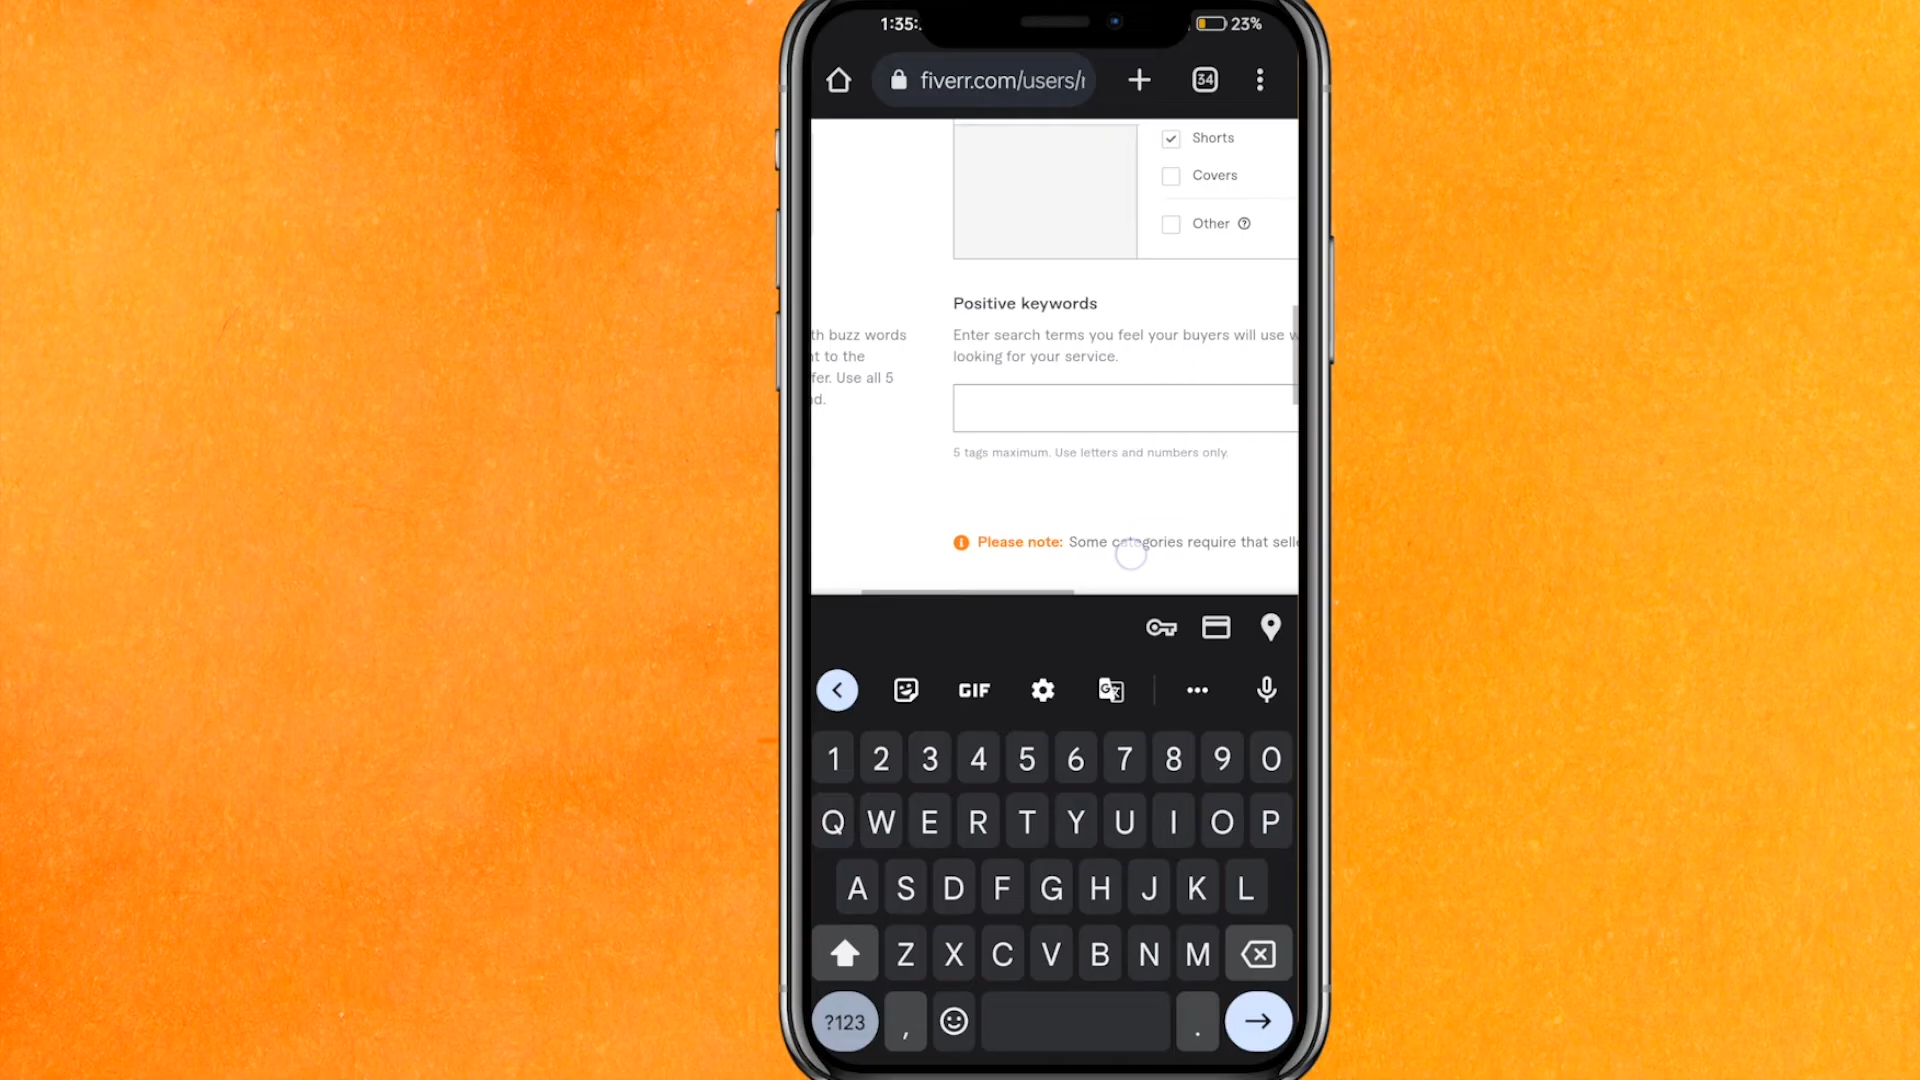 1:35:
23%
fiverr.com/users/
34
Shorts
Covers
Other
Positive keywords
th buzz words
Enter search terms you feel your buyers will use
nt to the
looking for your service.
fer. Use all 5
nd.
5 tags maximum. Use letters and numbers only.
Please note: Some categories require that selle
GIF
1 2 3 4 5 6 7 8 9 0
Q W E R T Y U I O P
A S D F G H J K L
Z X C V B N M
?123 , .